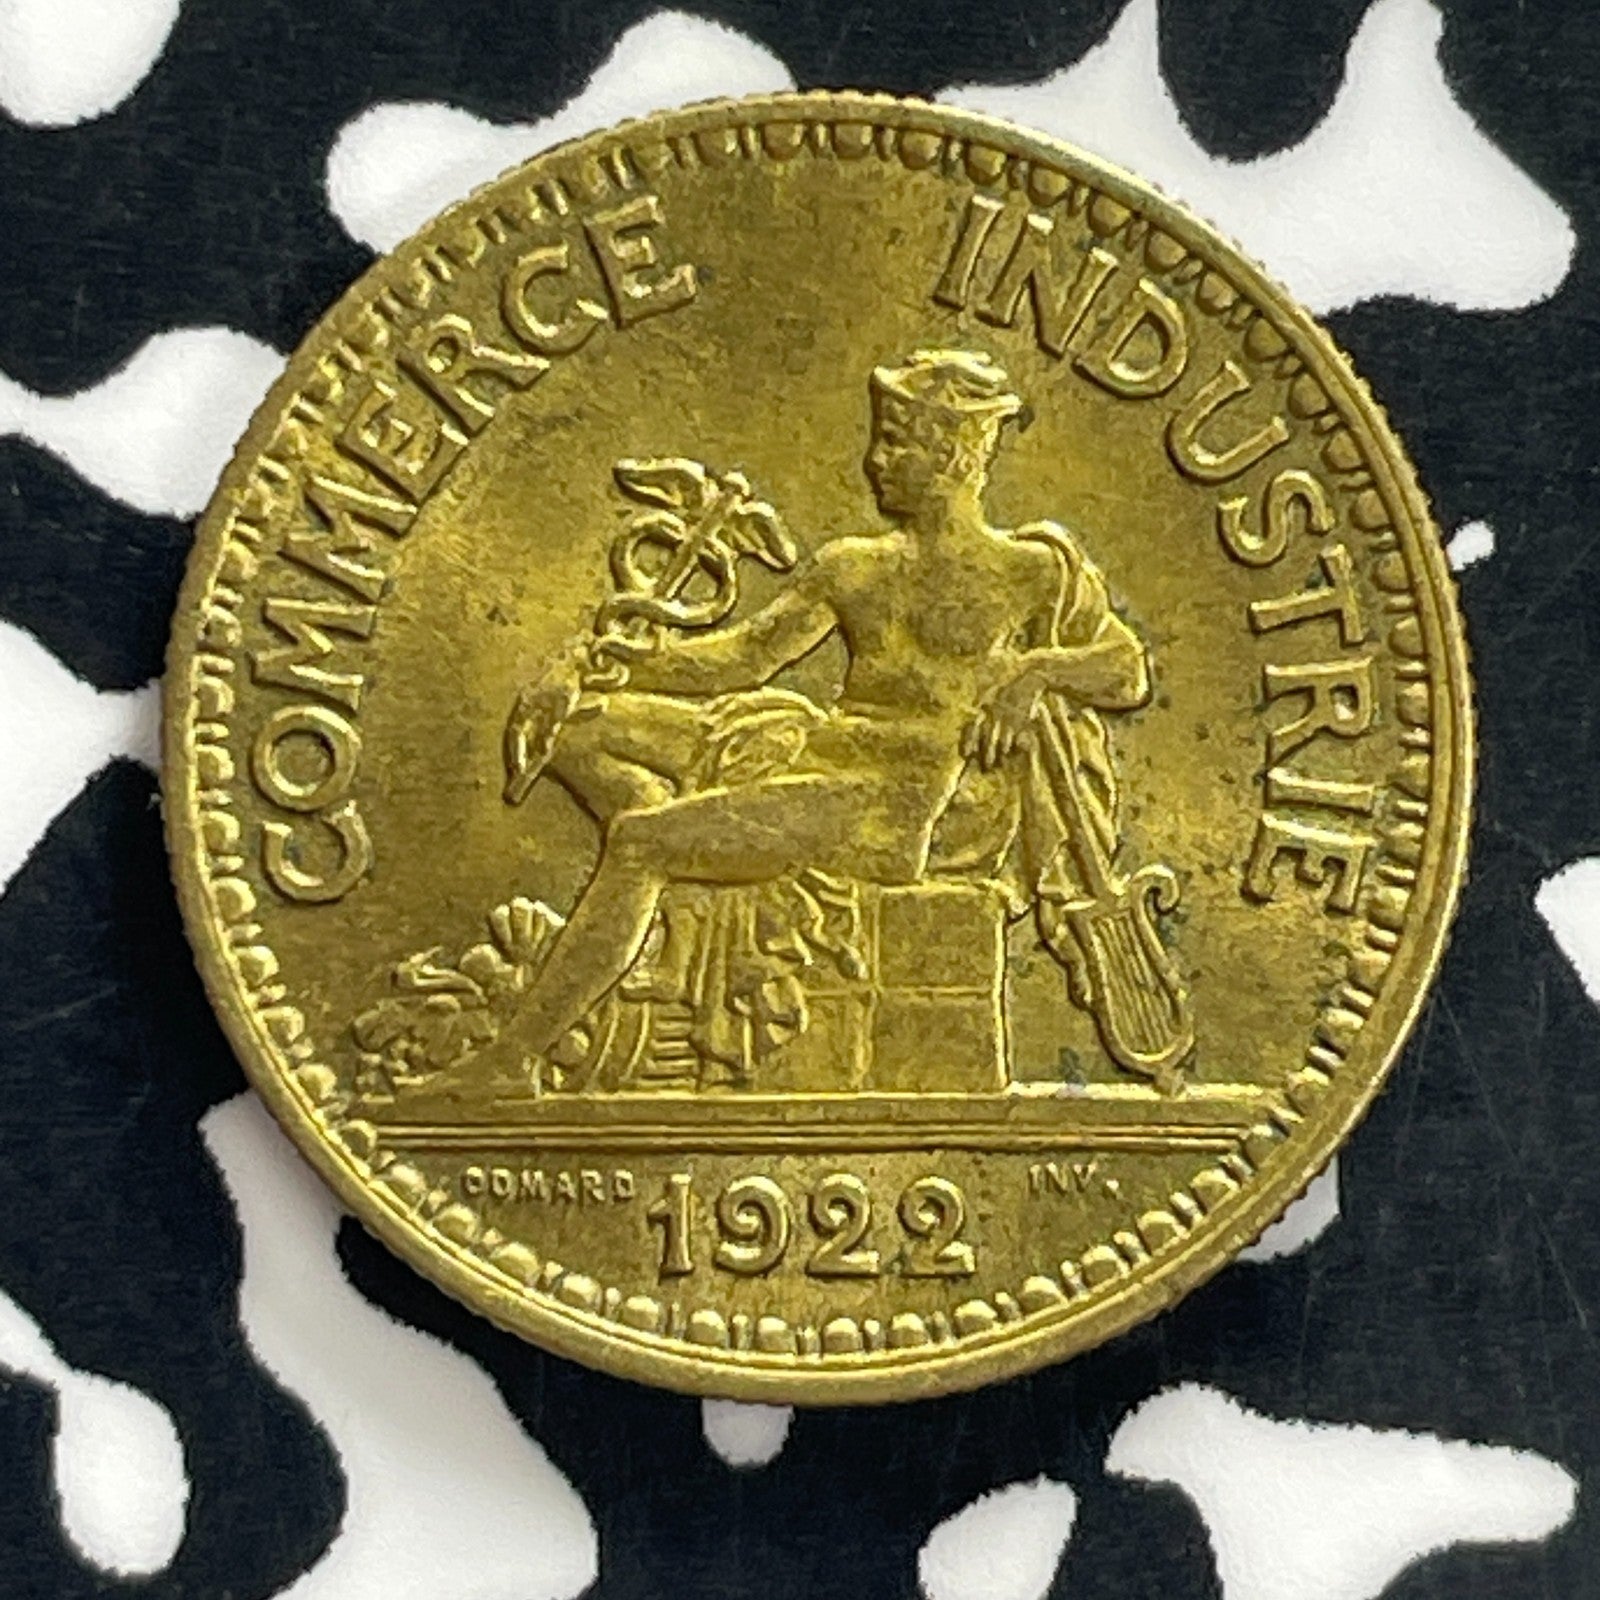 COMMERCE INDUSTRIE
DOMARD 1922 INV.